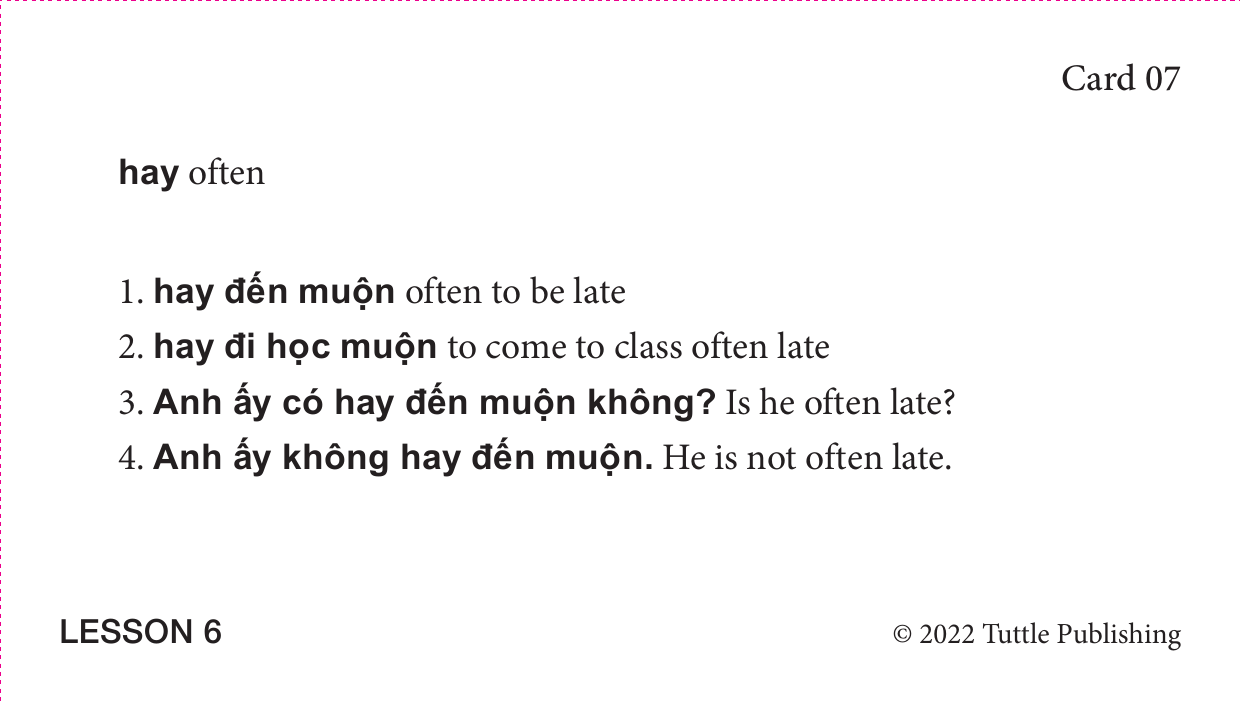 Card 07
hay often
1. hay đến muộn often to be late
2. hay đi học muộn to come to class often late
3. Anh ấy có hay đến muộn không? Is he often late?
4. Anh ấy không hay đến muộn. He is not often late.
LESSON 6
© 2022 Tuttle Publishing